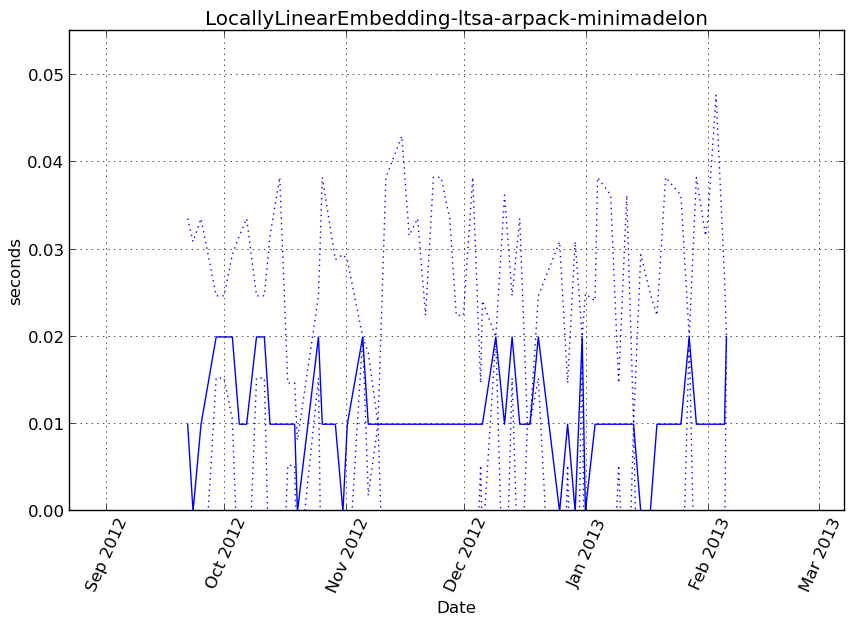 LocallyLinearEmbedding-ltsa-arpack-minimadelon
0.05
0.04
0.03
0.02
0.01
0.00
seconds
Sep 2012
Oct 2012
Nov 2012
Dec 2012
Jan 2013
Feb 2013
Mar 2013
Date